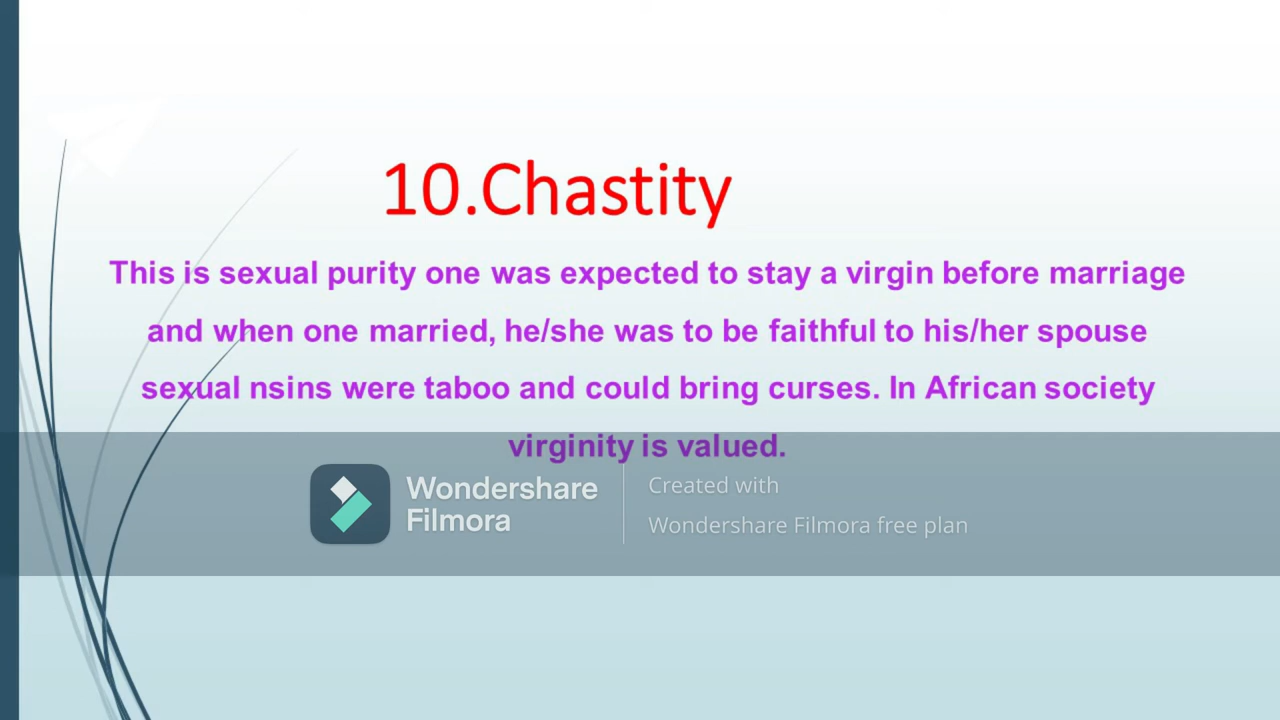 10.Chastity
This is sexual purity one was expected to stay a virgin before marriage
and when one married, he/she was to be faithful to his/her spouse
sexual nsins were taboo and could bring curses. In African society
virginity is valued.
Wondershare
Filmora
Created with
Wondershare Filmora free plan